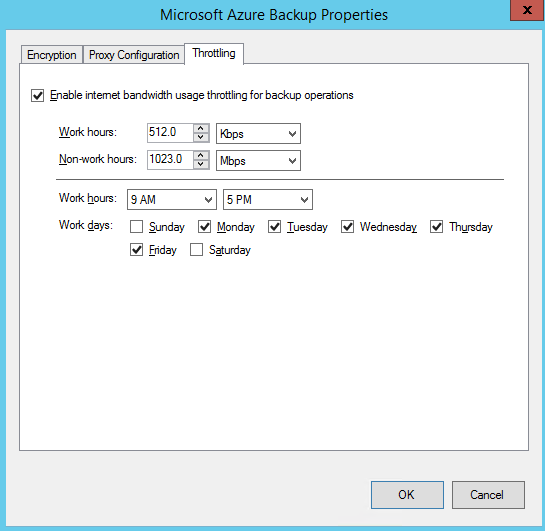 Microsoft Azure Backup Properties
x
Encryption Proxy Configuration Throttling
Enable internet bandwidth usage throttling for backup operations
Work hours: 512.0 Kbps
Non-work hours: 1023.0 Mbps
Work hours: 9 AM 5 PM
Work days: Sunday Monday Tuesday Wednesday Thursday
Friday Saturday
OK Cancel